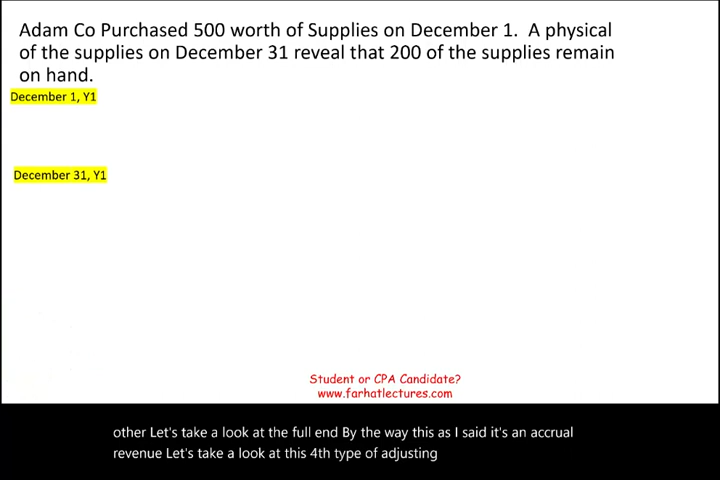 Adam Co Purchased 500 worth of Supplies on December 1.  A physical
of the supplies on December 31 reveal that 200 of the supplies remain
on hand.
December 1, Y1
December 31, Y1
Student or CPA Candidate?
www.farhatlectures.com
other Let's take a look at the full end By the way this as I said it's an accrual
revenue Let's take a look at this 4th type of adjusting